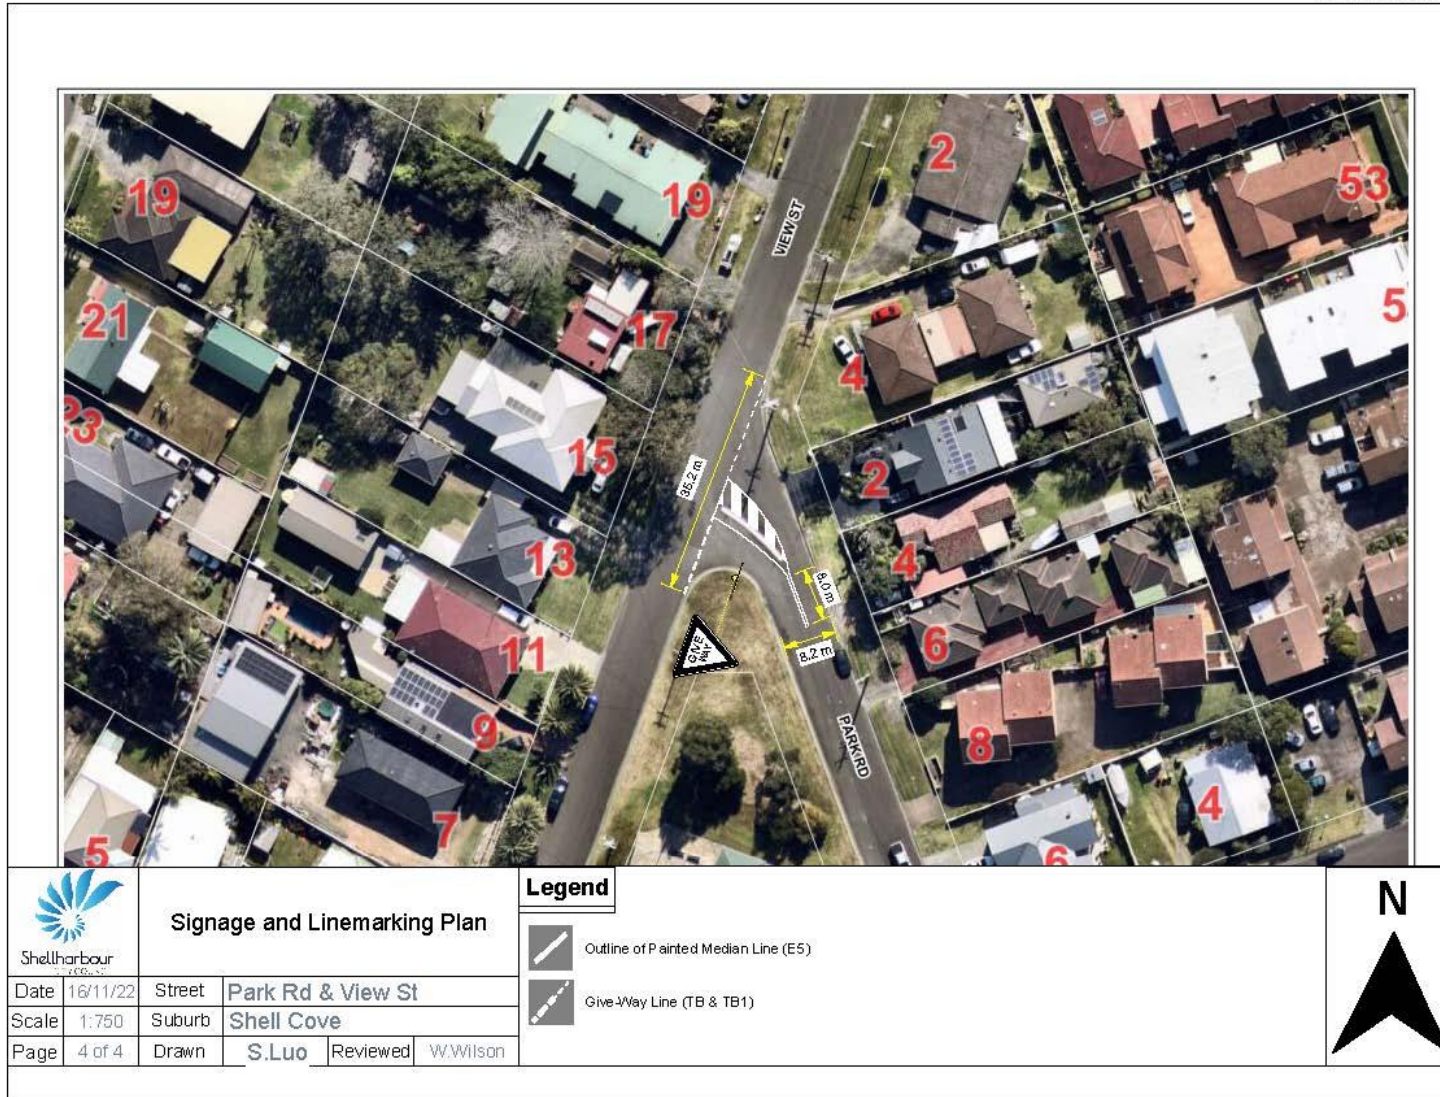 19
19
2
53
VIEW ST
21
17
5
4
23
15
35.2 m
2
13
4
8.0 m
GIVE
WAY
11
6
8.2 m
9
PARK RD
8
7
4
5
6
Legend
N
Signage and Linemarking Plan
Outline of Painted Median Line (E5)
Shellharbour
Date 16/11/22 Street Park Rd & View St
Give-Way Line (TB & TB1)
Scale 1:750 Suburb Shell Cove
Page 4 of 4 Drawn S.Luo Reviewed W.Wilson